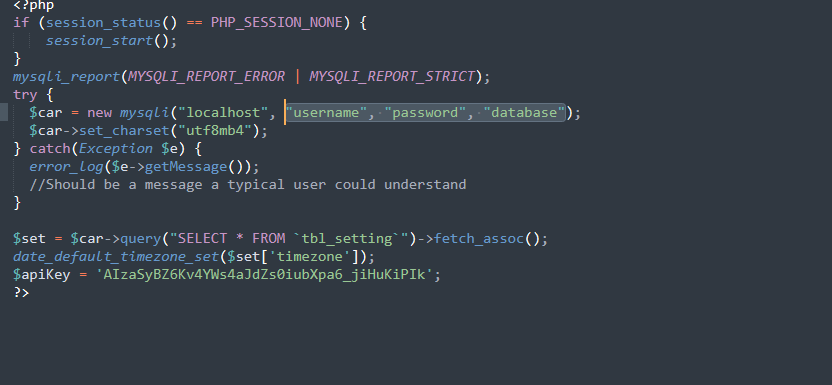 <?php
if (session_status() == PHP_SESSION_NONE) {
    session_start();
}
mysqli_report(MYSQLI_REPORT_ERROR | MYSQLI_REPORT_STRICT);
try {
  $car = new mysqli("localhost", "username", "password", "database");
  $car->set_charset("utf8mb4");
} catch(Exception $e) {
  error_log($e->getMessage());
  //Should be a message a typical user could understand
}

$set = $car->query("SELECT * FROM `tbl_setting`")->fetch_assoc();
date_default_timezone_set($set['timezone']);
$apiKey = 'AIzaSyBZ6Kv4YWs4aJdZs0iubXpa6_jiHuKiPIk';
?>